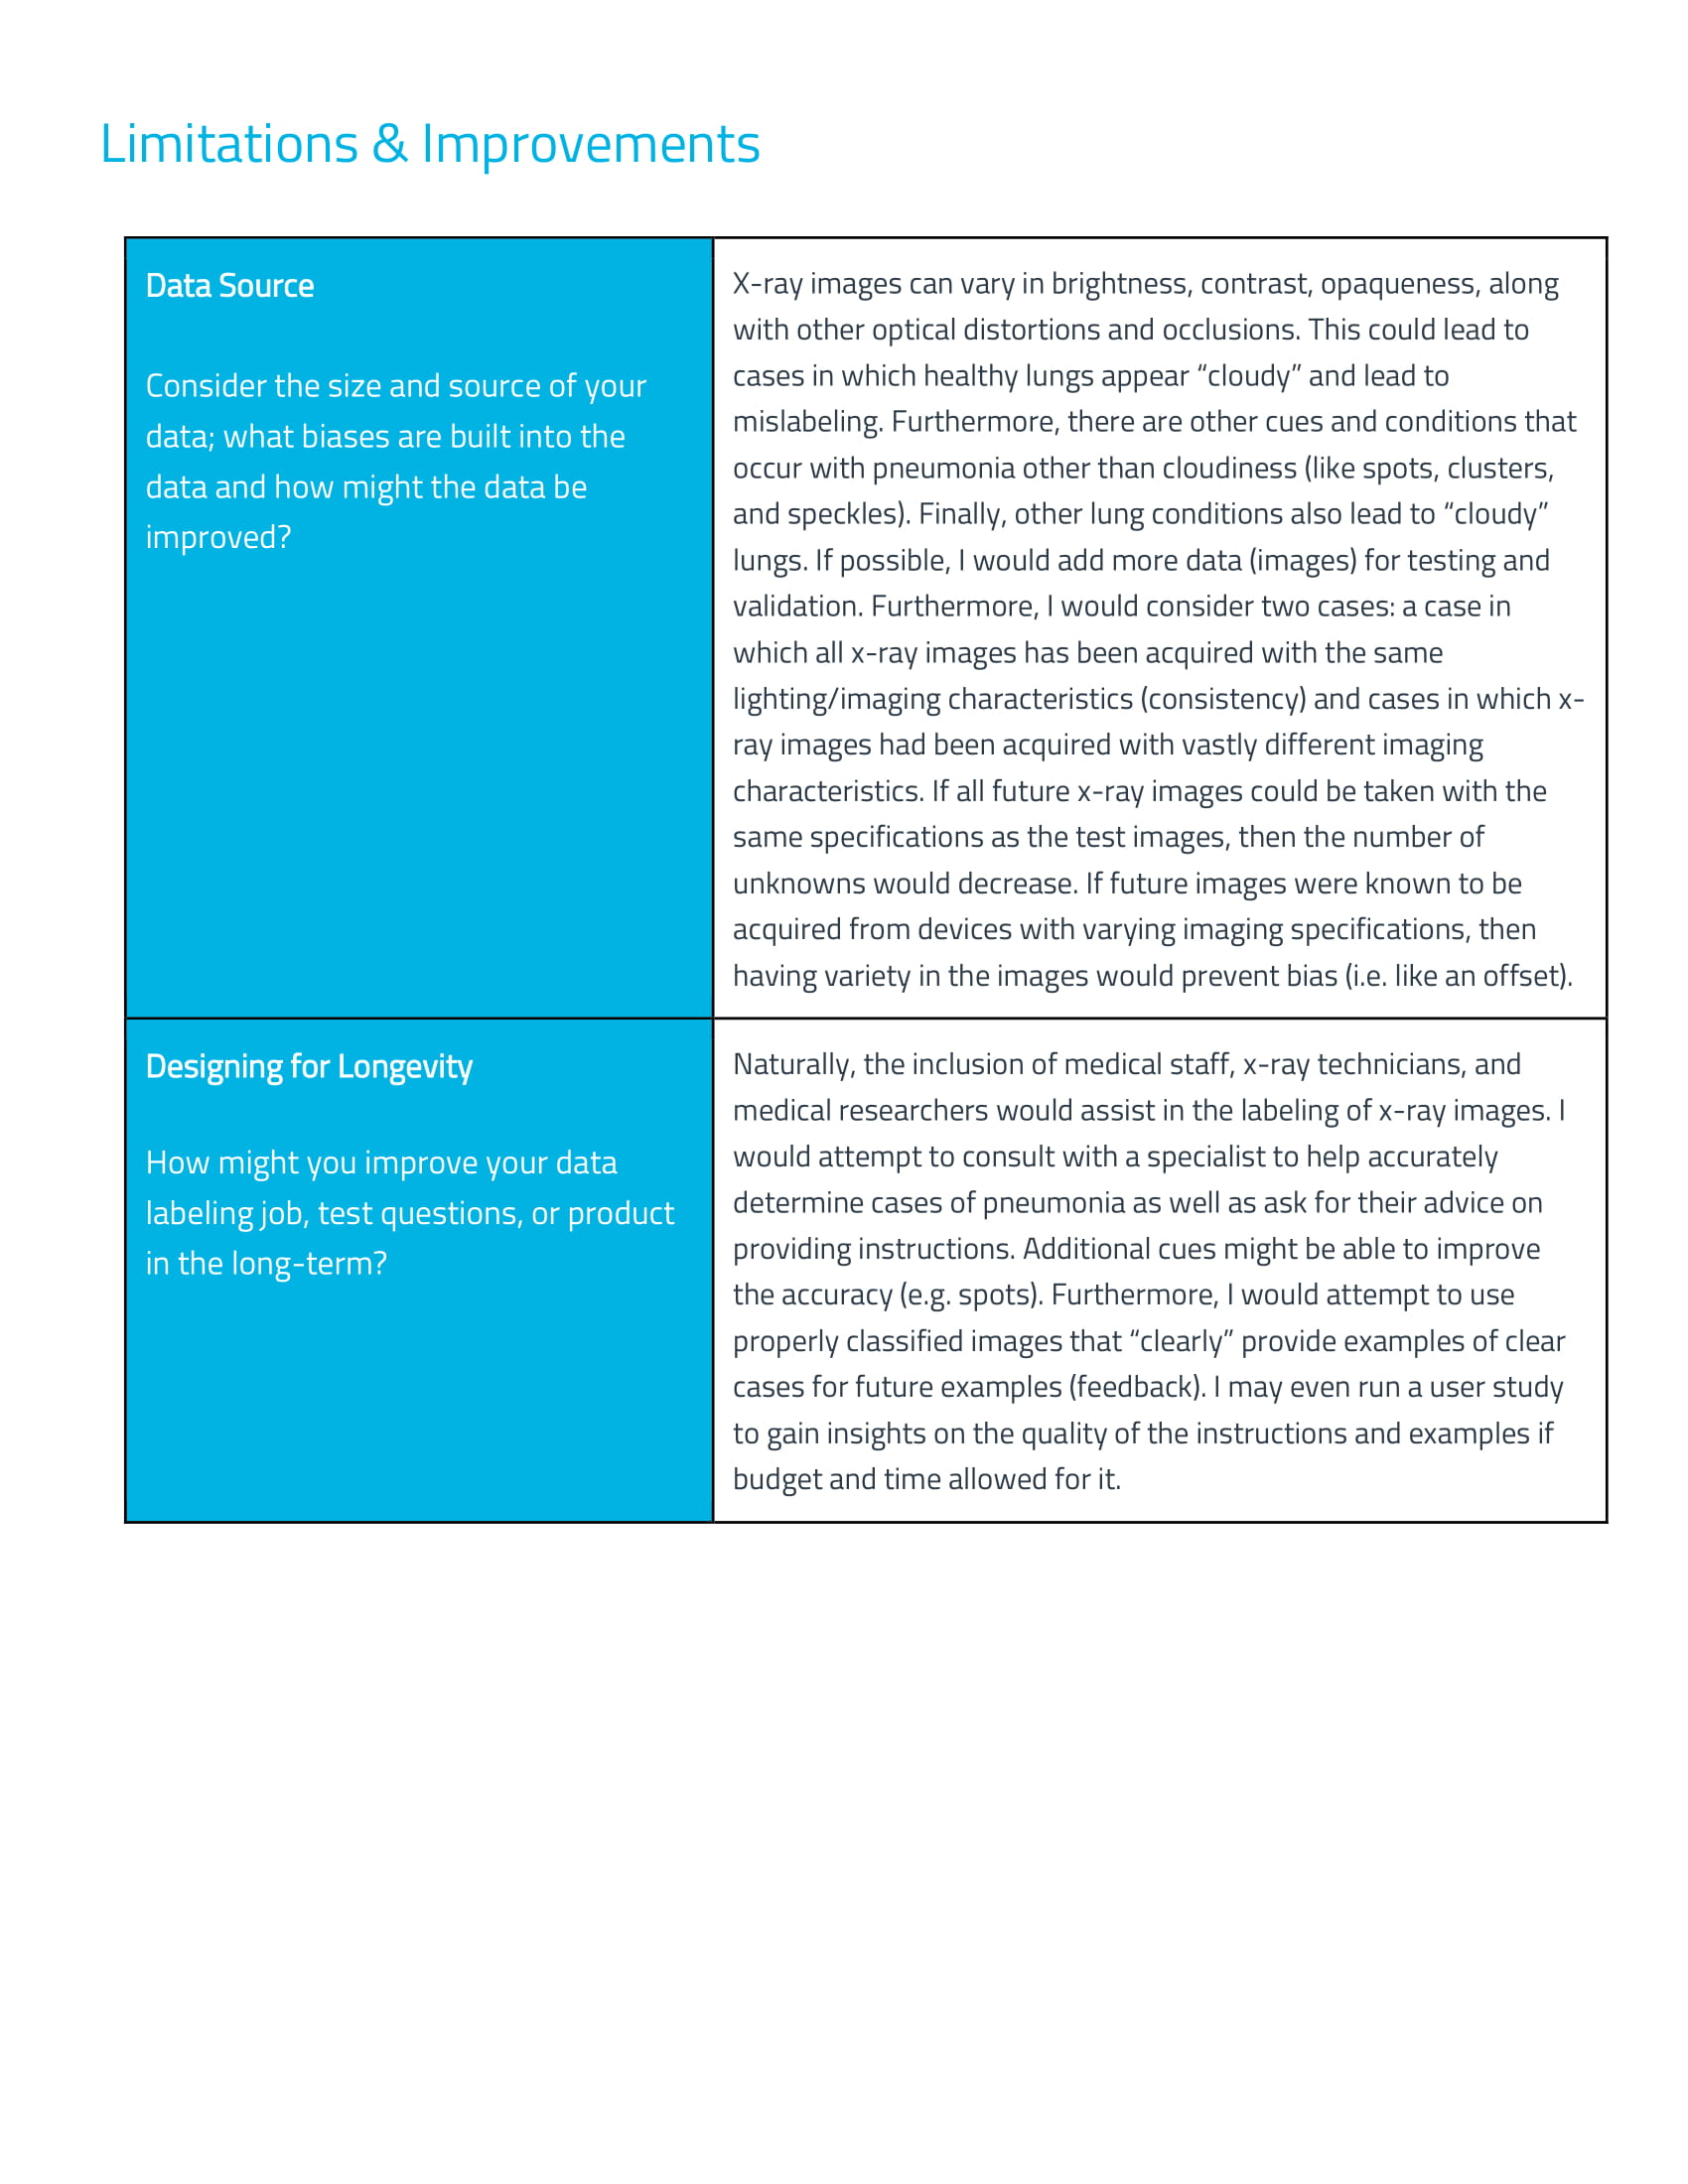 Limitations & Improvements
Data Source
Consider the size and source of your
data; what biases are built into the
data and how might the data be
improved?
X-ray images can vary in brightness, contrast, opaqueness, along
with other optical distortions and occlusions. This could lead to
cases in which healthy lungs appear “cloudy” and lead to
mislabeling. Furthermore, there are other cues and conditions that
occur with pneumonia other than cloudiness (like spots, clusters,
and speckles). Finally, other lung conditions also lead to “cloudy”
lungs. If possible, I would add more data (images) for testing and
validation. Furthermore, I would consider two cases: a case in
which all x-ray images has been acquired with the same
lighting/imaging characteristics (consistency) and cases in which x-
ray images had been acquired with vastly different imaging
characteristics. If all future x-ray images could be taken with the
same specifications as the test images, then the number of
unknowns would decrease. If future images were known to be
acquired from devices with varying imaging specifications, then
having variety in the images would prevent bias (i.e. like an offset).
Designing for Longevity
How might you improve your data
labeling job, test questions, or product
in the long-term?
Naturally, the inclusion of medical staff, x-ray technicians, and
medical researchers would assist in the labeling of x-ray images. I
would attempt to consult with a specialist to help accurately
determine cases of pneumonia as well as ask for their advice on
providing instructions. Additional cues might be able to improve
the accuracy (e.g. spots). Furthermore, I would attempt to use
properly classified images that “clearly” provide examples of clear
cases for future examples (feedback). I may even run a user study
to gain insights on the quality of the instructions and examples if
budget and time allowed for it.